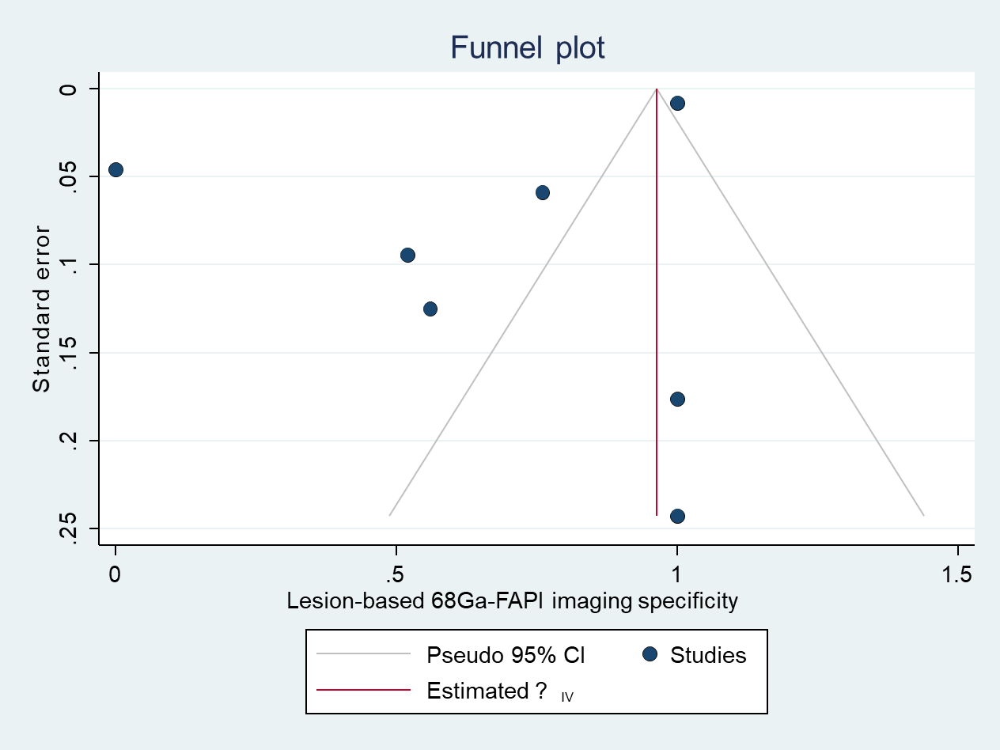 Funnel plot
Standard error
0
.05
.1
.15
.2
.25
0 .5 1 1.5
Lesion-based 68Ga-FAPI imaging specificity
Pseudo 95% CI Studies
Estimated ? IV